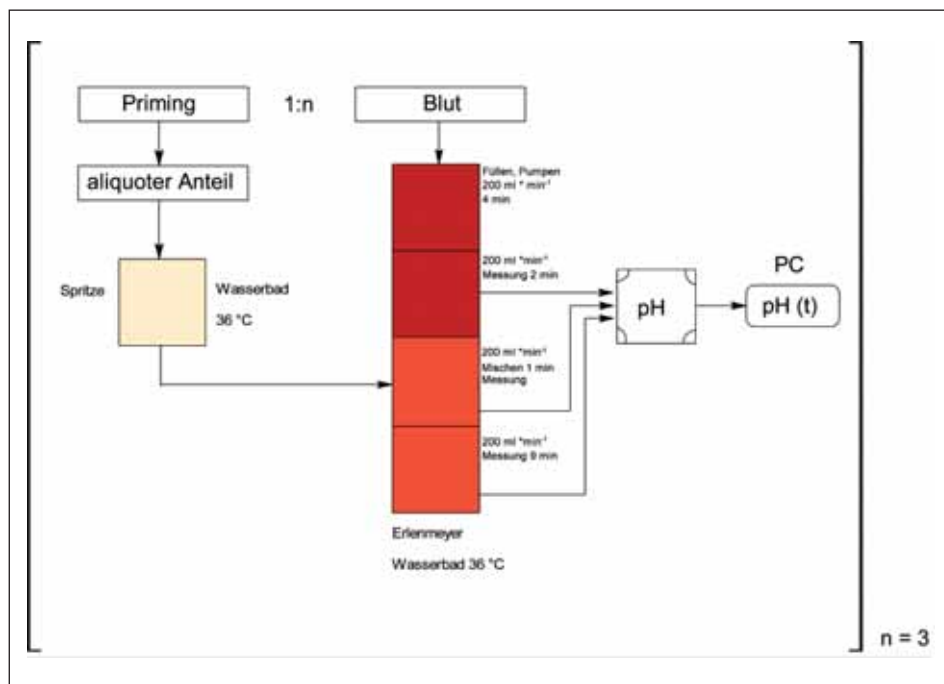 Priming
1:n
Blut
aliquoter Anteil
Füllen, Pumpen
200 ml * min⁻¹
4 min
Spritze
Wasserbad
36 °C
200 ml *min⁻¹
Messung 2 min
pH
PC
pH (t)
200 ml *min⁻¹
Mischen 1 min
Messung
200 ml *min⁻¹
Messung 9 min
Erlenmeyer
Wasserbad 36 °C
n = 3